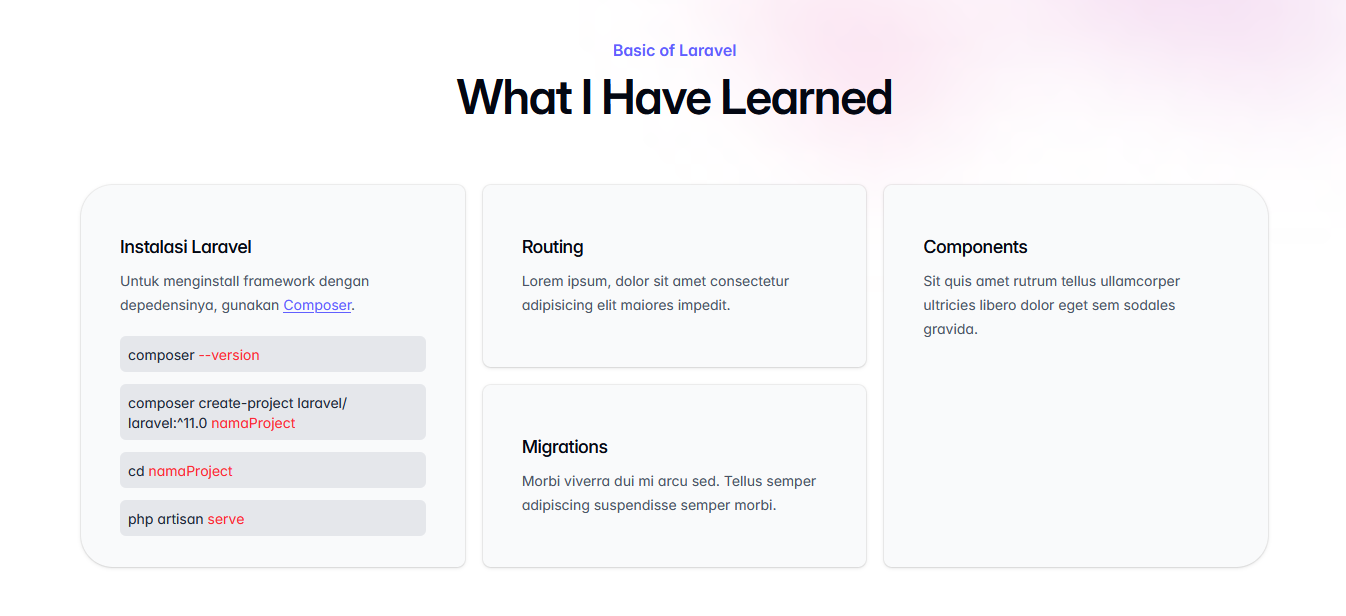 Basic of Laravel
What I Have Learned
Instalasi Laravel
Untuk menginstall framework dengan
depedensinya, gunakan Composer.
composer --version
composer create-project laravel/
laravel:^11.0 namaProject
cd namaProject
php artisan serve
Routing
Lorem ipsum, dolor sit amet consectetur
adipisicing elit maiores impedit.
Migrations
Morbi viverra dui mi arcu sed. Tellus semper
adipiscing suspendisse semper morbi.
Components
Sit quis amet rutrum tellus ullamcorper
ultricies libero dolor eget sem sodales
gravida.